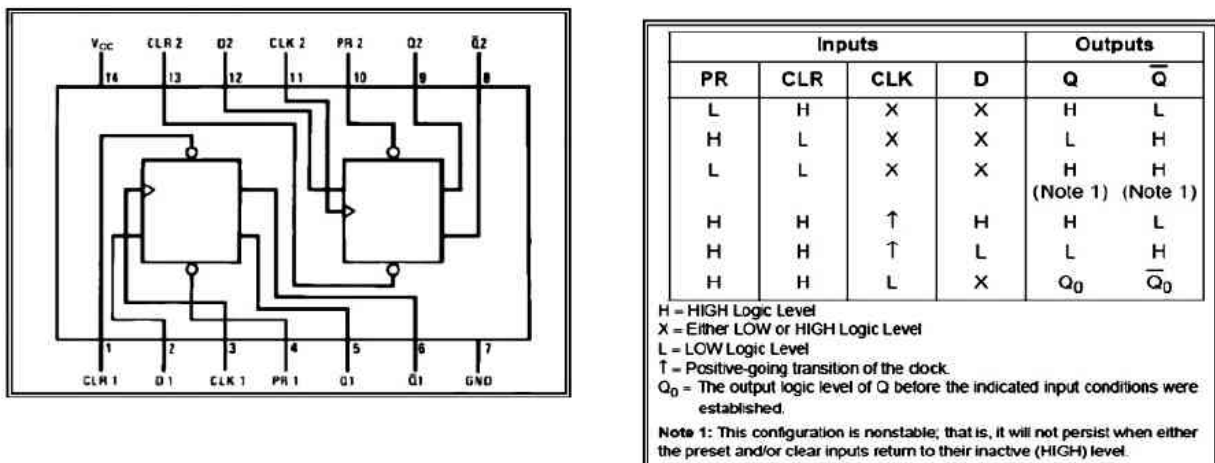 V_CC CLR 2 D2 CLK 2 PR 2 Q2 Q̅2
14 13 12 11 10 9 8
1 2 3 4 5 6 7
CLR 1 D 1 CLK 1 PR 1 Q1 Q̅1 GND
Inputs Outputs
PR CLR CLK D Q Q̅
L H X X H L
H L X X L H
L L X X H H
(Note 1) (Note 1)
H H ↑ H H L
H H ↑ L L H
H H L X Q₀ Q̅₀
H = HIGH Logic Level
X = Either LOW or HIGH Logic Level
L = LOW Logic Level
↑ = Positive-going transition of the clock.
Q₀ = The output logic level of Q before the indicated input conditions were
established.
Note 1: This configuration is nonstable; that is, it will not persist when either
the preset and/or clear inputs return to their inactive (HIGH) level.